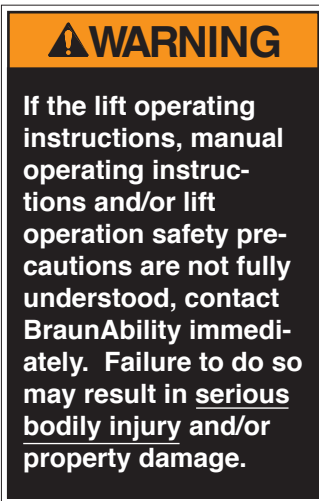 WARNING
If the lift operating
instructions, manual
operating instruc-
tions and/or lift
operation safety pre-
cautions are not fully
understood, contact
BraunAbility immedi-
ately.  Failure to do so
may result in serious
bodily injury and/or
property damage.